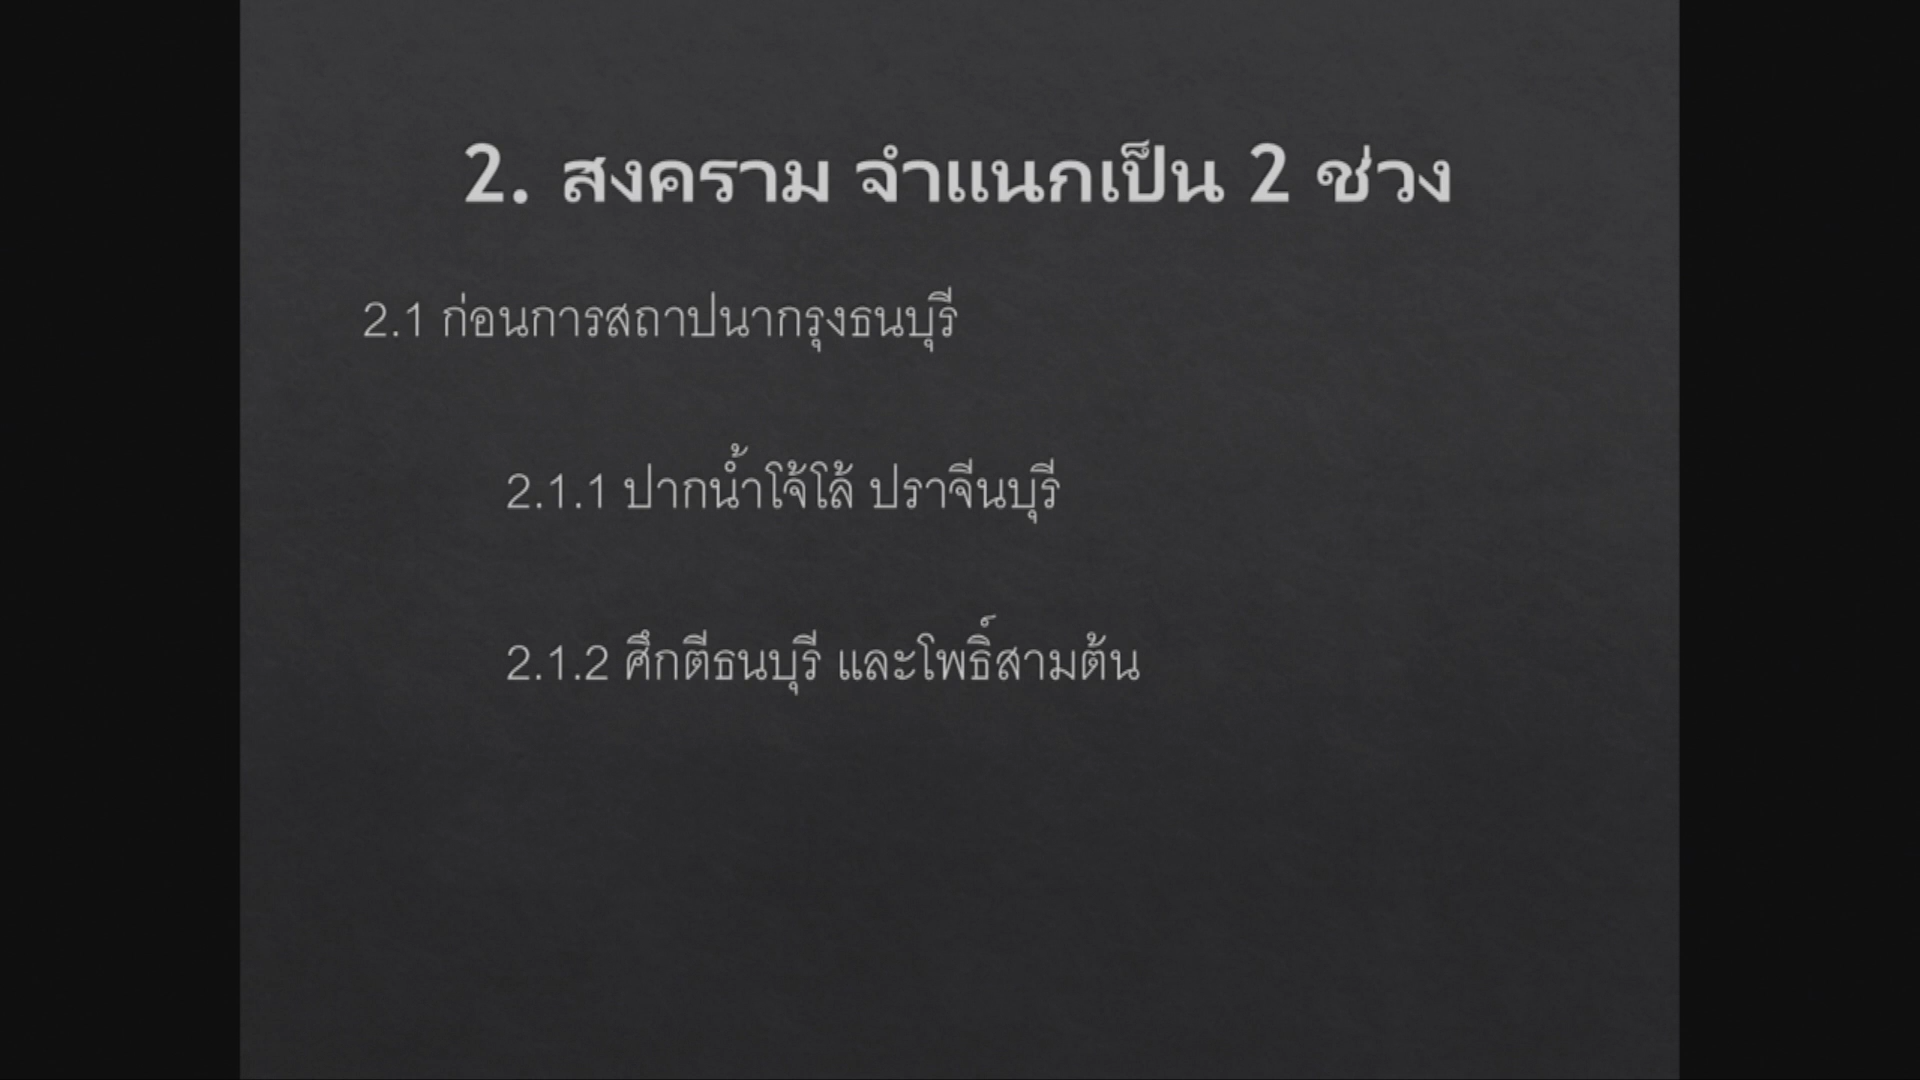 2. สงคราม จำแนกเป็น 2 ช่วง
2.1 ก่อนการสถาปนากรุงธนบุรี
2.1.1 ปากน้ำโจ้โล้ ปราจีนบุรี
2.1.2 ศึกตีธนบุรี และโพธิ์สามต้น